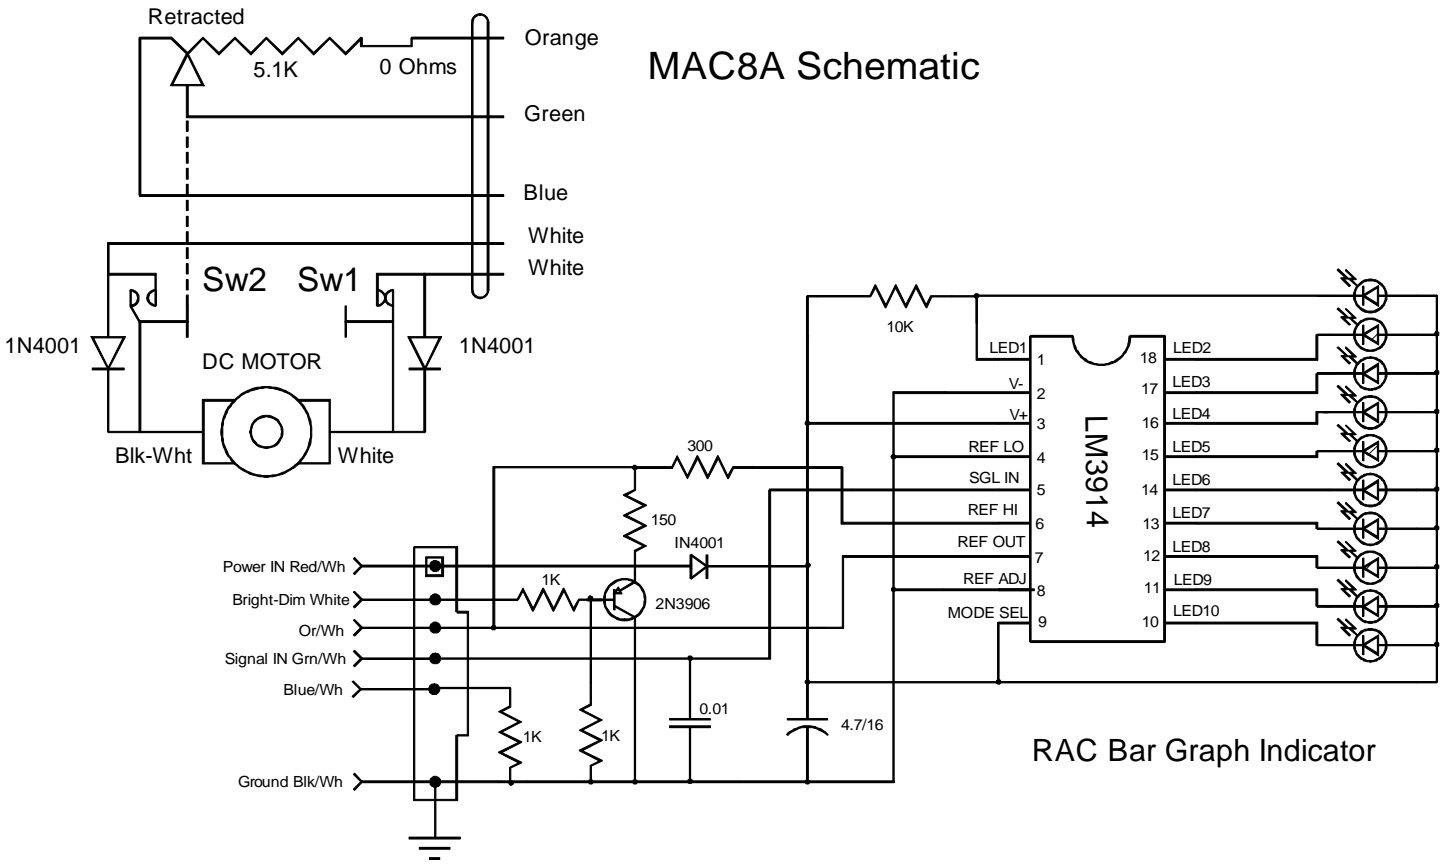 Retracted
Orange
5.1K
0 Ohms
MAC8A Schematic
Green
Blue
White
White
Sw2
Sw1
1N4001
1N4001
DC MOTOR
Blk-Wht
White
10K
LED1
1
18
LED2
V-
2
17
LED3
V+
3
16
LED4
REF LO
4
15
LED5
SGL IN
5
14
LED6
REF HI
6
13
LED7
REF OUT
7
12
LED8
REF ADJ
8
11
LED9
MODE SEL
9
10
LED10
LM3914
300
150
IN4001
Power IN Red/Wh
1K
Bright-Dim White
2N3906
Or/Wh
Signal IN Grn/Wh
Blue/Wh
0.01
1K
1K
4.7/16
RAC Bar Graph Indicator
Ground Blk/Wh